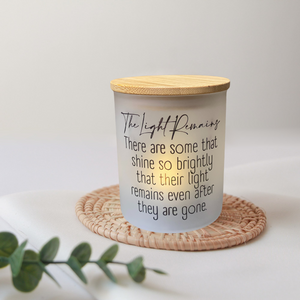 The Light Remains
There are some that
shine so brightly
that their light
remains even after
they are gone.